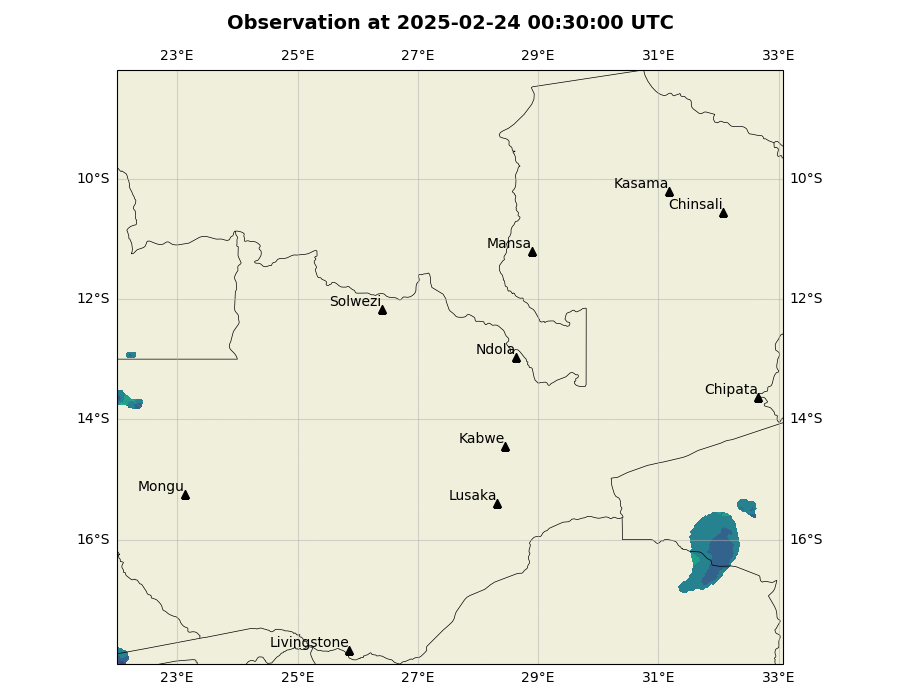 Observation at 2025-02-24 00:30:00 UTC
23°E 25°E 27°E 29°E 31°E 33°E
10°S 10°S
Kasama
Chinsali
Mansa
12°S 12°S
Solwezi
Ndola
Chipata
14°S 14°S
Kabwe
Mongu
Lusaka
16°S 16°S
Livingstone
23°E 25°E 27°E 29°E 31°E 33°E